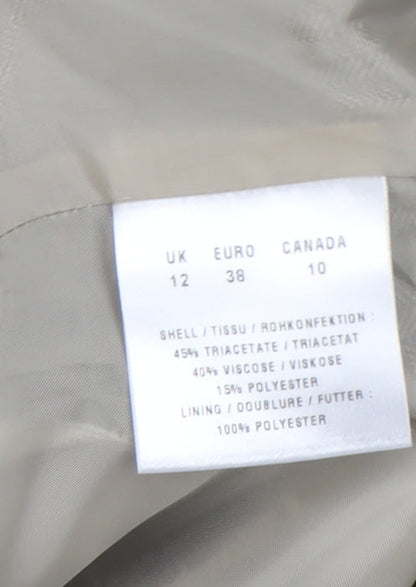 UK EURO CANADA
12 38 10
SHELL / TISSU / ROHKONFEKTION :
45% TRIACETATE / TRIACETAT
40% VISCOSE / VISKOSE
15% POLYESTER
LINING / DOUBLURE / FUTTER :
100% POLYESTER